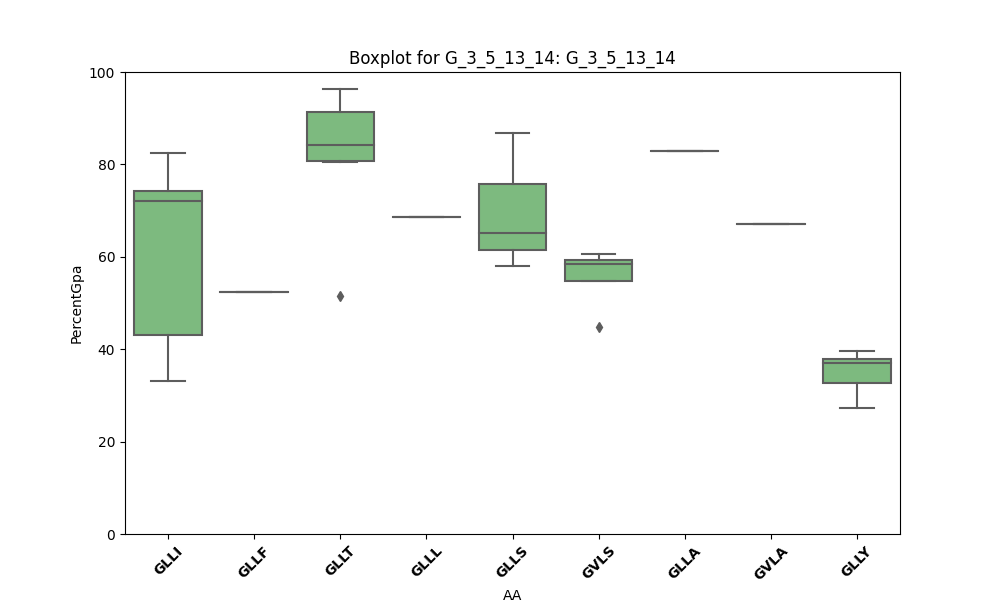 Boxplot for G_3_5_13_14: G_3_5_13_14
100
80
60
40
20
0
PercentGpa
GLLI
GLLF
GLLT
GLLL
GLLS
GVLS
GLLA
GVLA
GLLY
AA